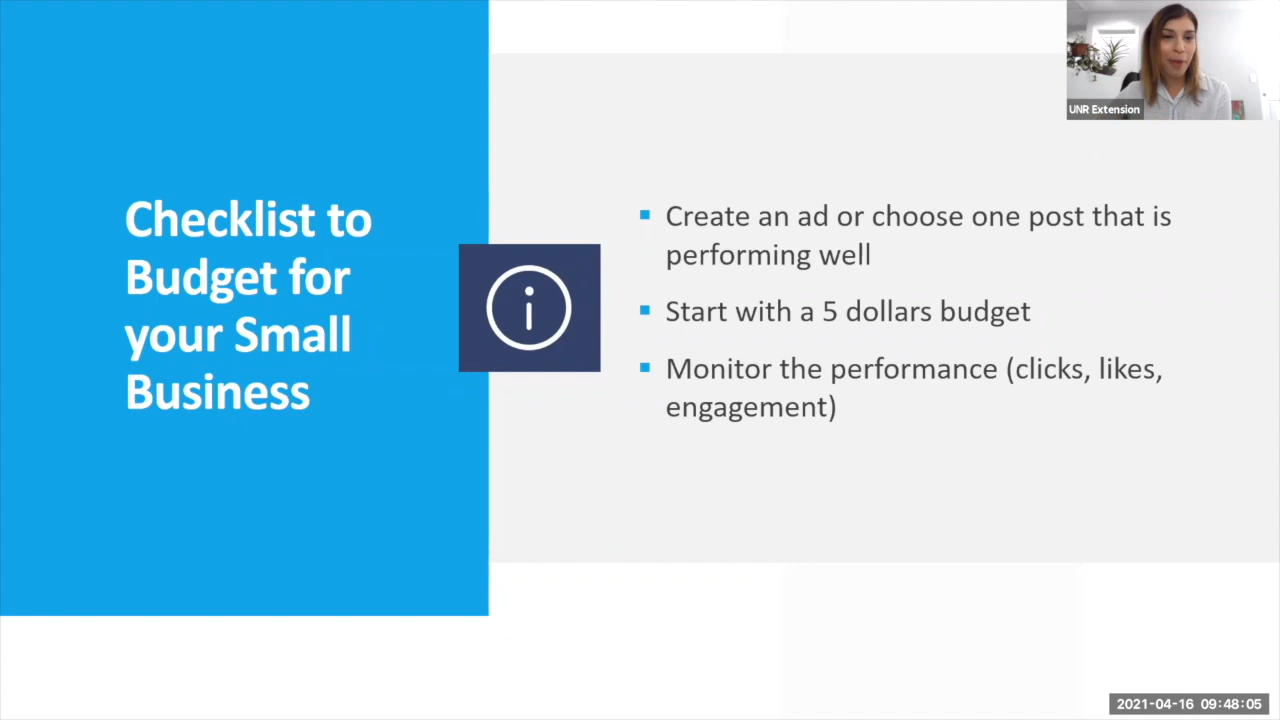 Checklist to
Budget for
your Small
Business
Create an ad or choose one post that is
performing well
Start with a 5 dollars budget
Monitor the performance (clicks, likes,
engagement)
UNR Extension
2021-04-16 09:48:05